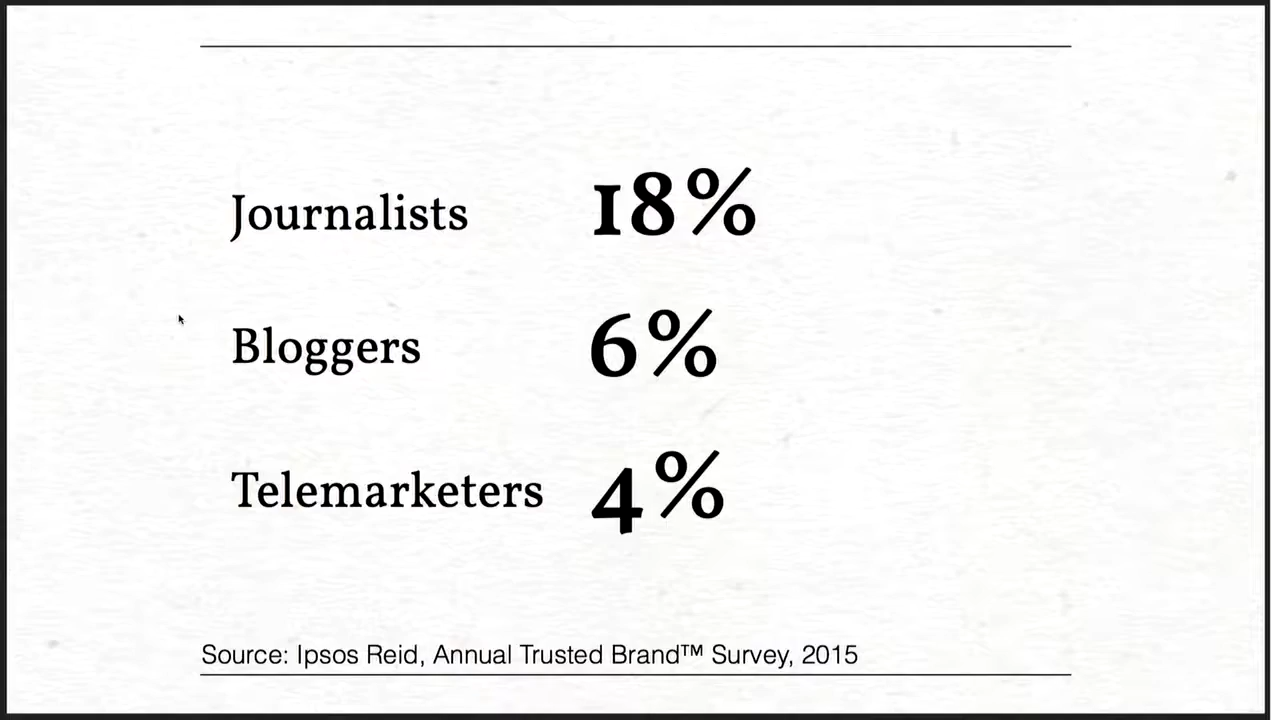 Journalists 18%
Bloggers 6%
Telemarketers 4%
Source: Ipsos Reid, Annual Trusted Brand™ Survey, 2015